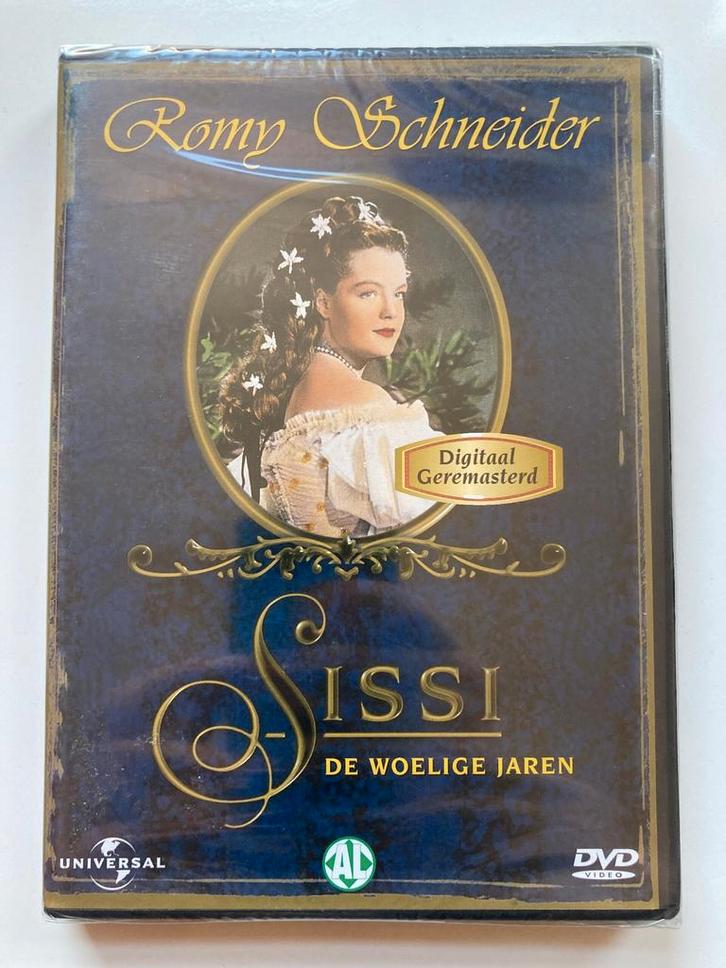 Romy Schneider
Digitaal
Geremasterd
SISSI
DE WOELIGE JAREN
UNIVERSAL
AL
DVD
VIDEO